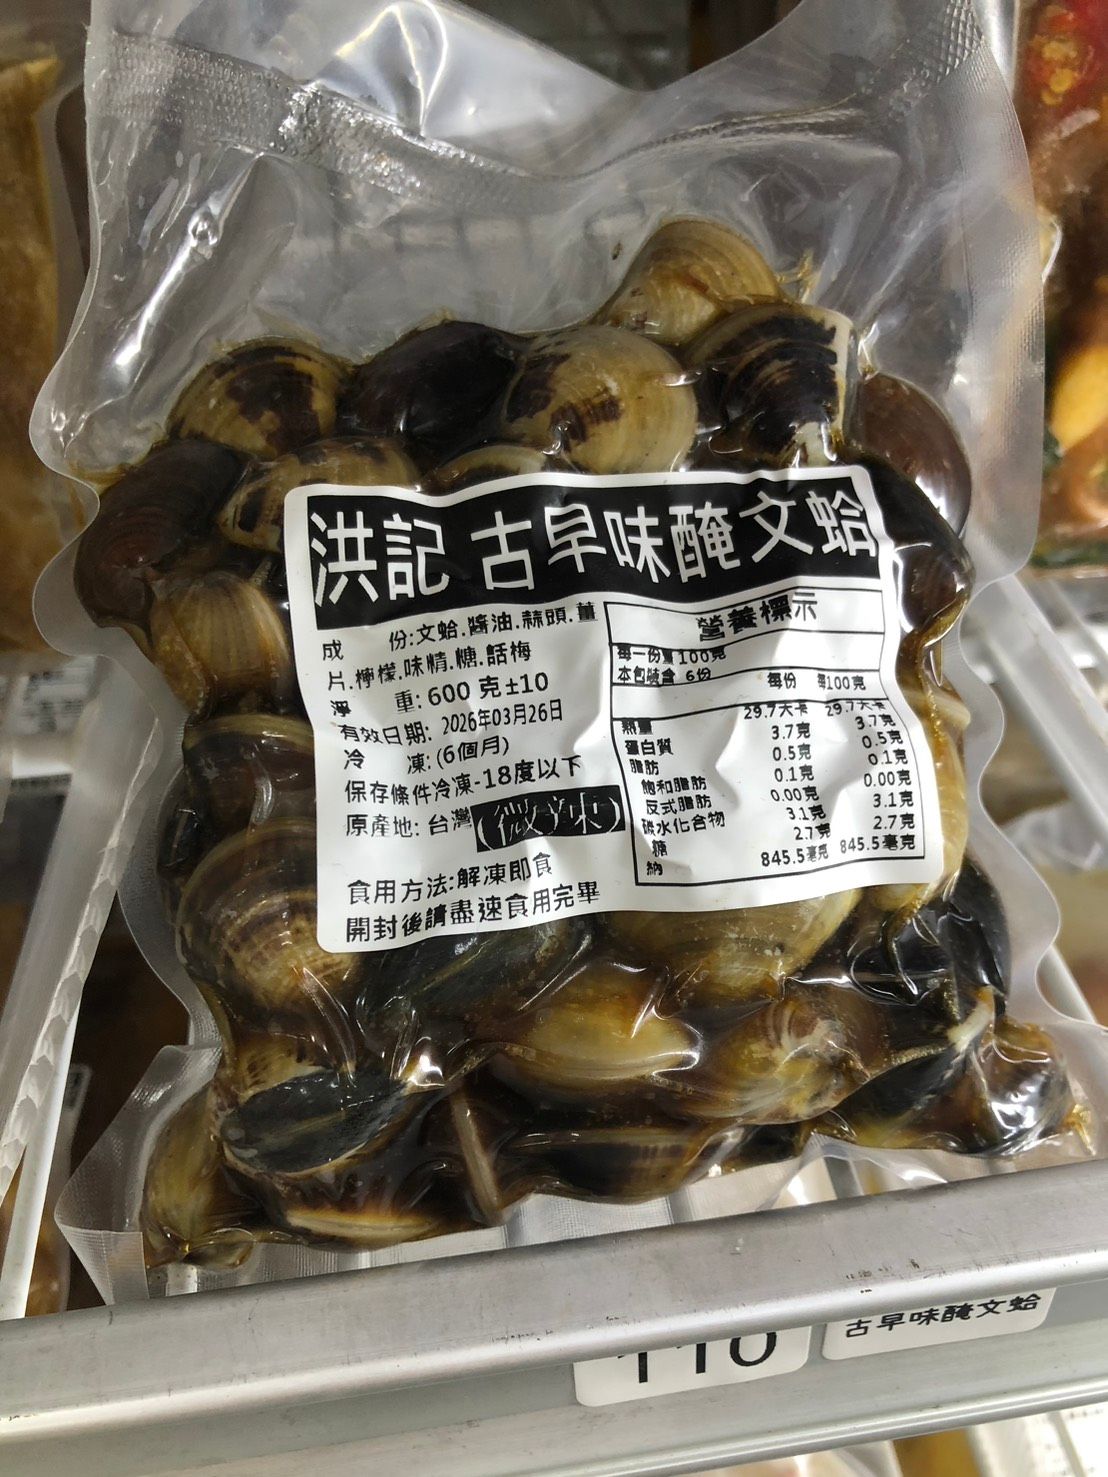 洪記 古早味醃文蛤
成 份:文蛤.醬油.蒜頭.薑
片.檸檬.味精.糖.話梅
淨 重: 600 克±10
有效日期: 2026年03月26日
冷 凍: (6個月)
保存條件冷凍-18度以下
原產地: 台灣 (微辣)
食用方法:解凍即食
開封後請盡速食用完畢
營養標示
每一份量100克
本包裝含 6份
每份 每100克
熱量 29.7大卡 29.7大卡
蛋白質 3.7克 3.7克
脂肪 0.5克 0.5克
飽和脂肪 0.1克 0.1克
反式脂肪 0.00克 0.00克
碳水化合物 3.1克 3.1克
糖 2.7克 2.7克
鈉 845.5毫克 845.5毫克
110
古早味醃文蛤